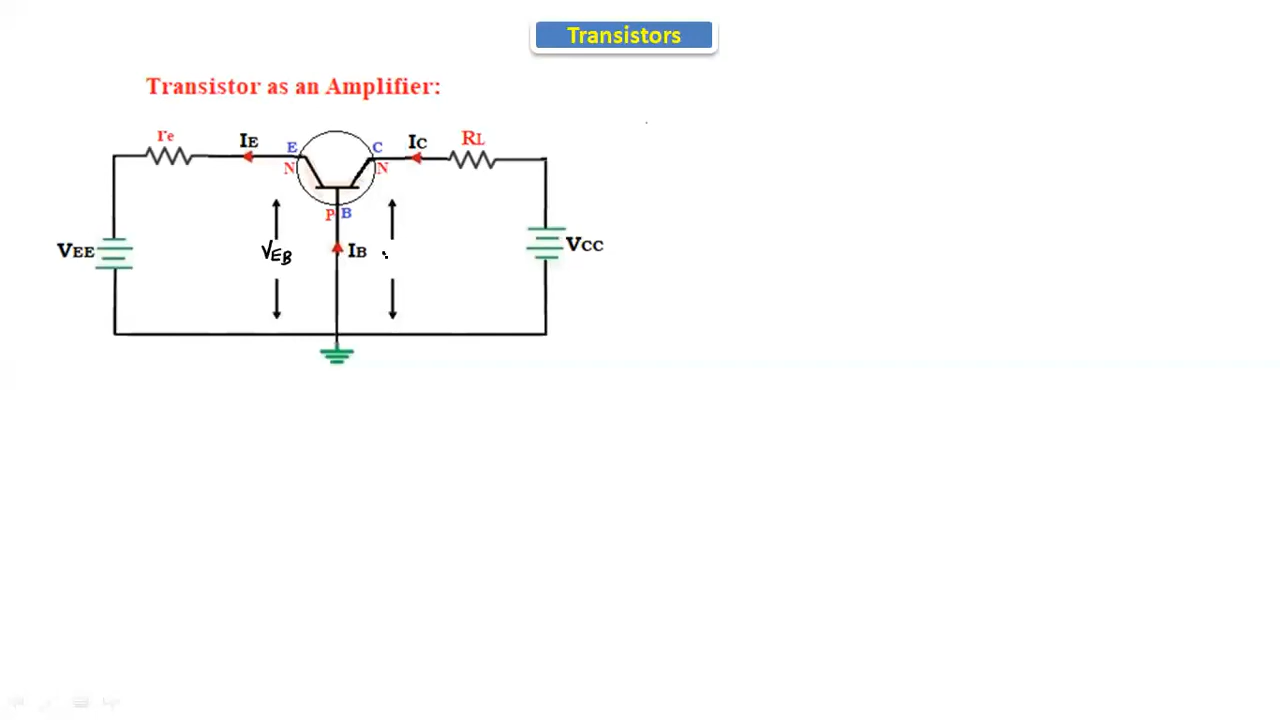 Transistors
Transistor as an Amplifier:
re
IE
E
C
IC
RL
N
N
P
B
VEE
VEB
IB
VCC